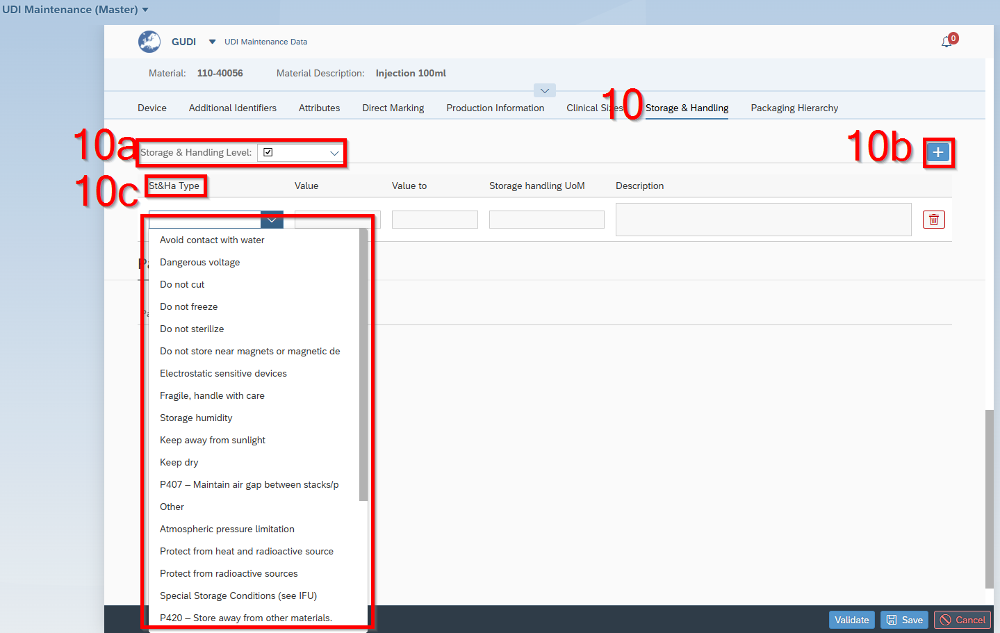 UDI Maintenance (Master)
GUDI UDI Maintenance Data
0
Material: 110-40056 Material Description: Injection 100ml
Device Additional Identifiers Attributes Direct Marking Production Information Clinical Sizes 10 Storage & Handling Packaging Hierarchy
10a Storage & Handling Level: 10b
10c St&Ha Type Value Value to Storage handling UoM Description
Avoid contact with water
Dangerous voltage
Do not cut
Do not freeze
Do not sterilize
Do not store near magnets or magnetic de
Electrostatic sensitive devices
Fragile, handle with care
Storage humidity
Keep away from sunlight
Keep dry
P407 – Maintain air gap between stacks/p
Other
Atmospheric pressure limitation
Protect from heat and radioactive source
Protect from radioactive sources
Special Storage Conditions (see IFU)
P420 – Store away from other materials.
Validate Save Cancel